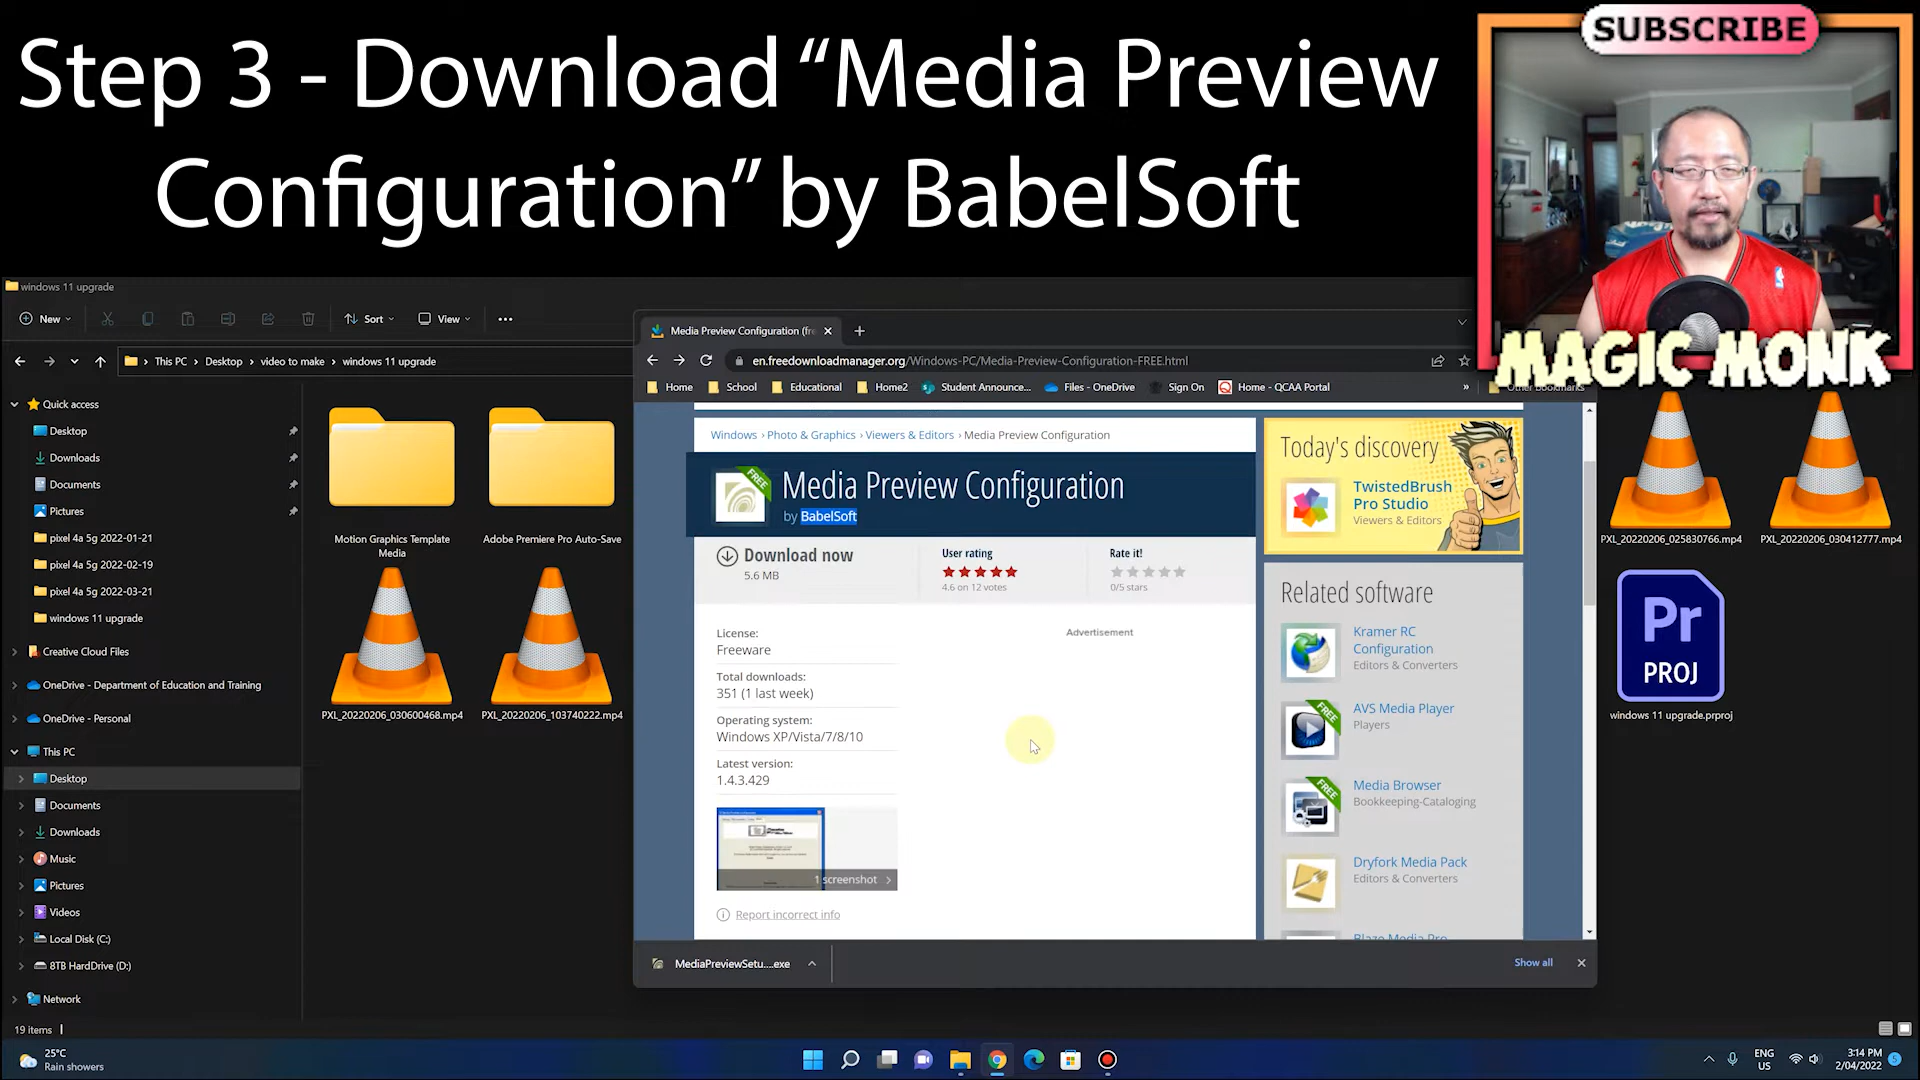 Step 3 - Download “Media Preview
Configuration” by BabelSoft
SUBSCRIBE
MAGIC MONK
windows 11 upgrade
New
Sort
View
This PC > Desktop > video to make > windows 11 upgrade
Quick access
Desktop
Downloads
Documents
Pictures
pixel 4a 5g 2022-01-21
pixel 4a 5g 2022-02-19
pixel 4a 5g 2022-03-21
windows 11 upgrade
Creative Cloud Files
OneDrive - Department of Education and Training
OneDrive - Personal
This PC
Desktop
Documents
Downloads
Music
Pictures
Videos
Local Disk (C:)
8TB HardDrive (D:)
Network
19 items
Motion Graphics Template
Media
Adobe Premiere Pro Auto-Save
PXL_20220206_030600468.mp4
PXL_20220206_103740222.mp4
Media Preview Configuration (fre
en.freedownloadmanager.org/Windows-PC/Media-Preview-Configuration-FREE.html
Home
School
Educational
Home2
Student Announce...
Files - OneDrive
Sign On
Home - QCAA Portal
»
Other bookmarks
Windows › Photo & Graphics › Viewers & Editors › Media Preview Configuration
FREE
Media Preview Configuration
by BabelSoft
Download now
5.6 MB
User rating
4.6 on 12 votes
Rate it!
0/5 stars
License:
Freeware
Total downloads:
351 (1 last week)
Operating system:
Windows XP/Vista/7/8/10
Latest version:
1.4.3.429
1 screenshot
Report incorrect info
Advertisement
Today's discovery
TwistedBrush
Pro Studio
Viewers & Editors
Related software
Kramer RC
Configuration
Editors & Converters
FREE
AVS Media Player
Players
FREE
Media Browser
Bookkeeping-Cataloging
Dryfork Media Pack
Editors & Converters
Blaze Media Pro
MediaPreviewSetu....exe
Show all
PXL_20220206_025830766.mp4
PXL_20220206_030412777.mp4
Pr
PROJ
windows 11 upgrade.prproj
25°C
Rain showers
ENG
US
3:14 PM
2/04/2022
5